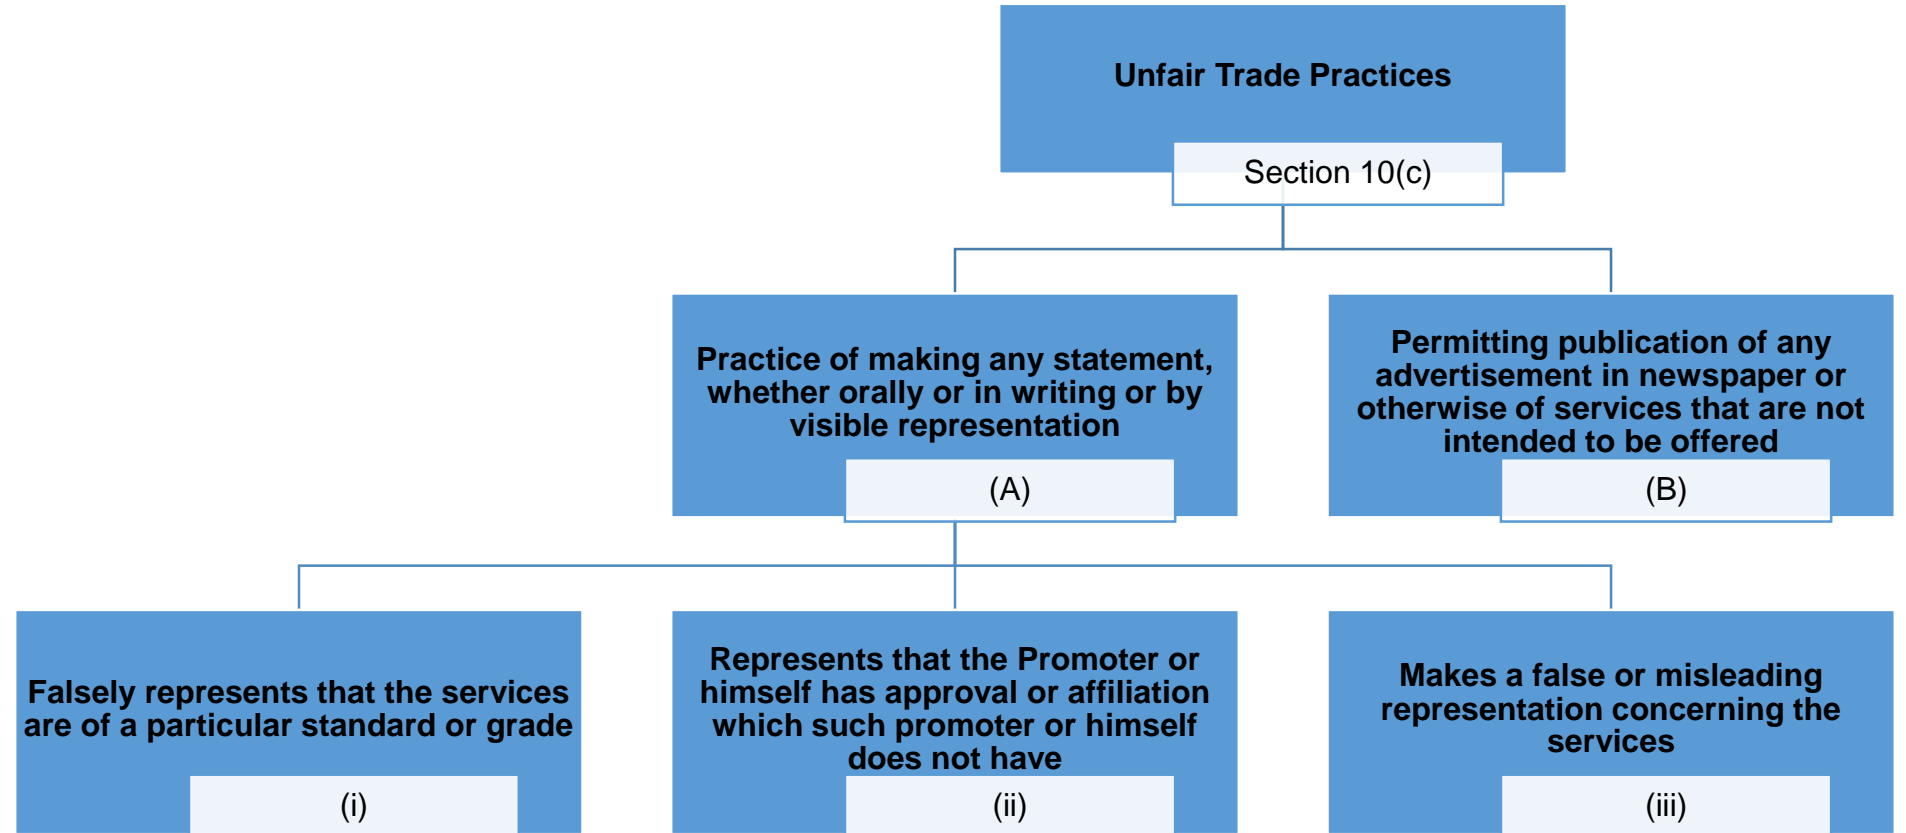 Unfair Trade Practices
Section 10(c)
Practice of making any statement,
whether orally or in writing or by
visible representation
(A)
Permitting publication of any
advertisement in newspaper or
otherwise of services that are not
intended to be offered
(B)
Falsely represents that the services
are of a particular standard or grade
(i)
Represents that the Promoter or
himself has approval or affiliation
which such promoter or himself
does not have
(ii)
Makes a false or misleading
representation concerning the
services
(iii)